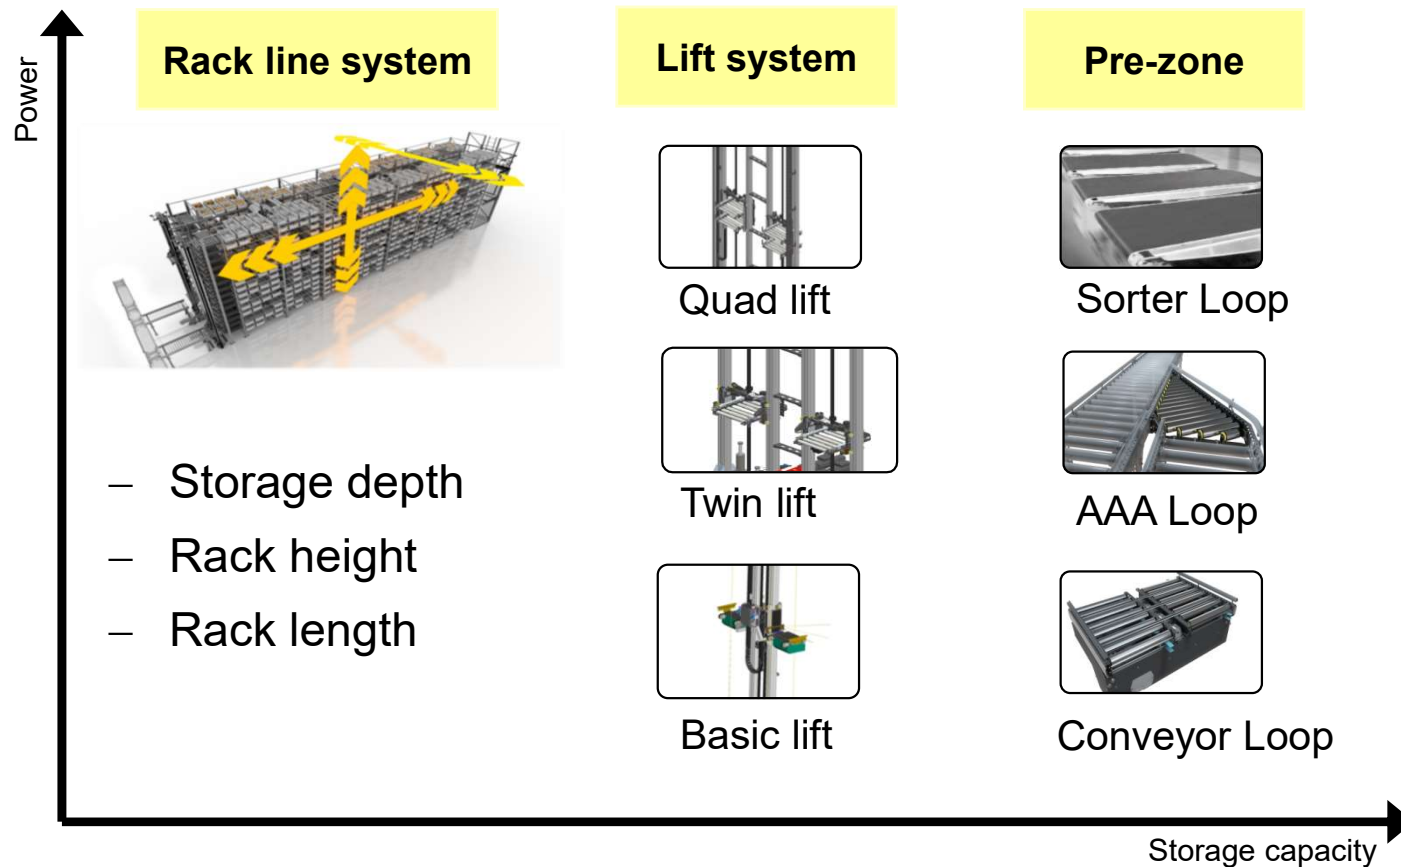 Power
Rack line system
Lift system
Pre-zone
Quad lift
Sorter Loop
– Storage depth
Twin lift
AAA Loop
– Rack height
– Rack length
Basic lift
Conveyor Loop
Storage capacity